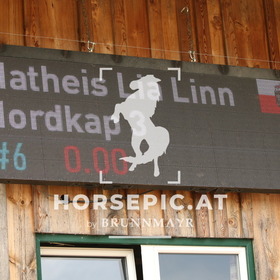 Matheis Lia Linn
Nordkap 3
#6 0.00
HORSEPIC.AT
by BRUNNMAYR